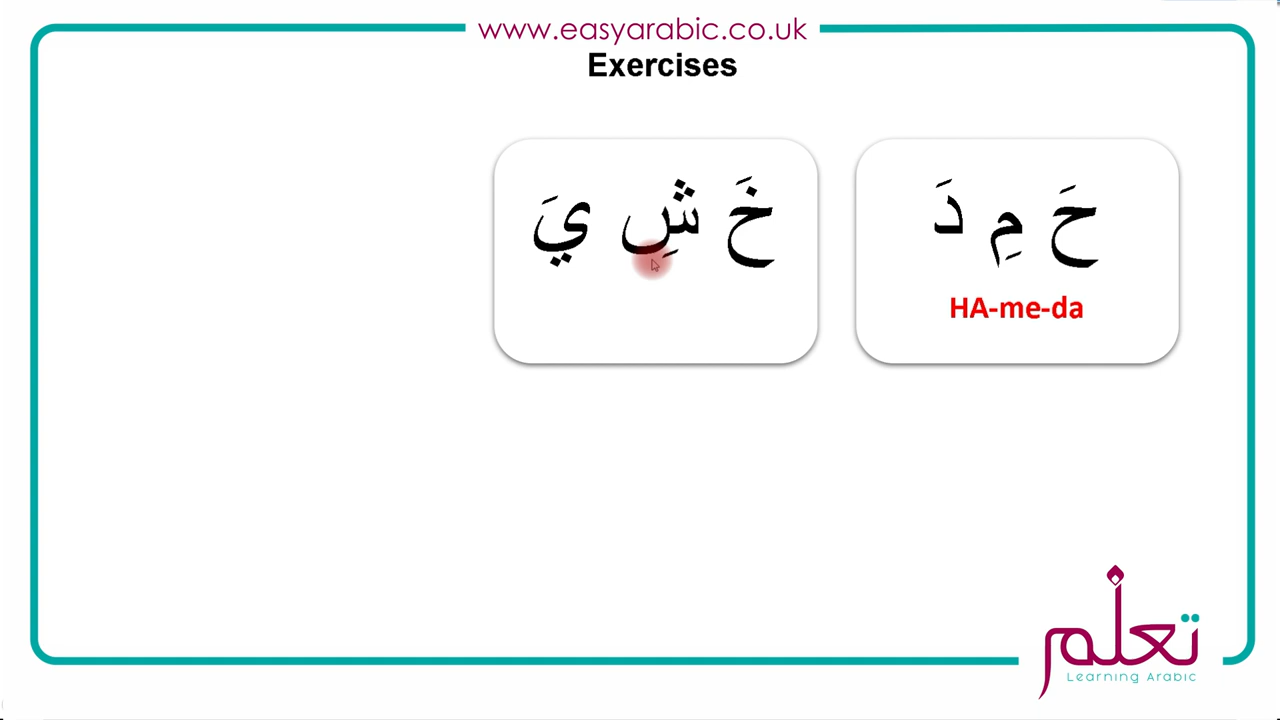 www.easyarabic.co.uk
Exercises
حَ مِ دَ
HA-me-da
خَ شِ يَ
تعلم
Learning Arabic